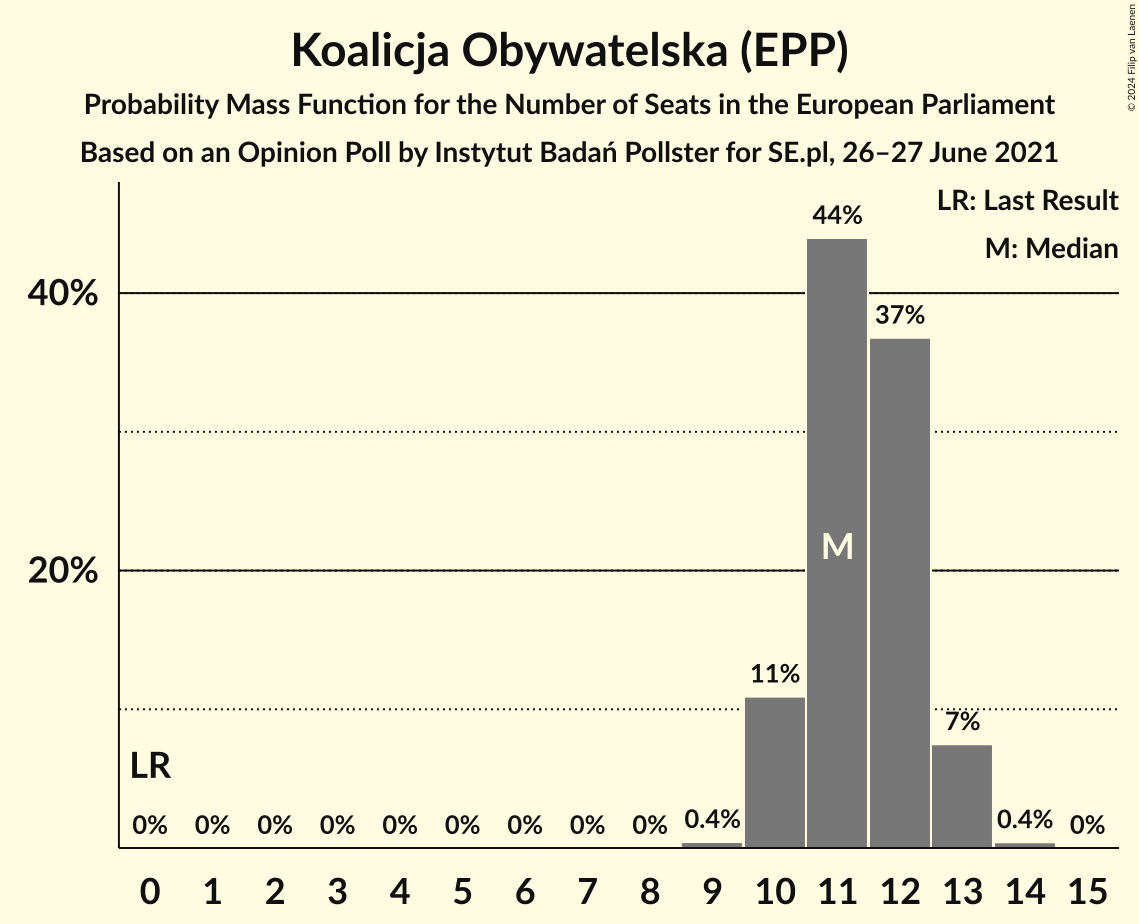 Koalicja Obywatelska (EPP)
Probability Mass Function for the Number of Seats in the European Parliament
Based on an Opinion Poll by Instytut Badań Pollster for SE.pl, 26–27 June 2021
© 2024 Filip van Laenen
LR: Last Result
M: Median
44%
40%
37%
M
20%
11%
7%
LR
0% 0% 0% 0% 0% 0% 0% 0% 0% 0.4% 0.4% 0%
0 1 2 3 4 5 6 7 8 9 10 11 12 13 14 15